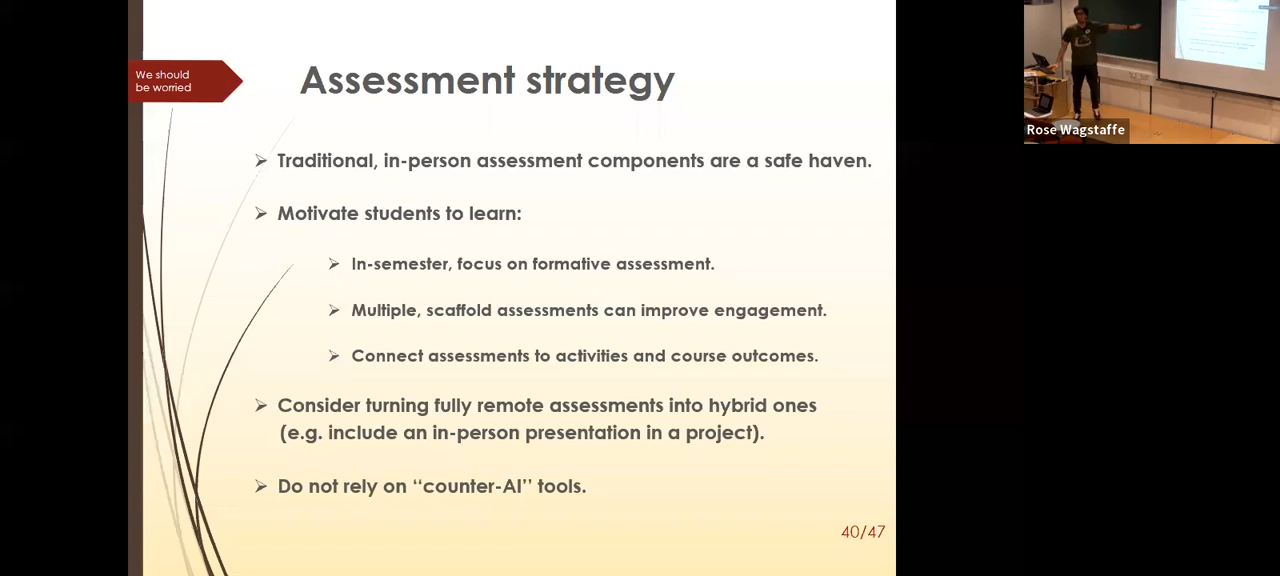 We should
be worried
Assessment strategy
Traditional, in-person assessment components are a safe haven.
Motivate students to learn:
In-semester, focus on formative assessment.
Multiple, scaffold assessments can improve engagement.
Connect assessments to activities and course outcomes.
Consider turning fully remote assessments into hybrid ones
(e.g. include an in-person presentation in a project).
Do not rely on “counter-AI” tools.
40/47
Rose Wagstaffe